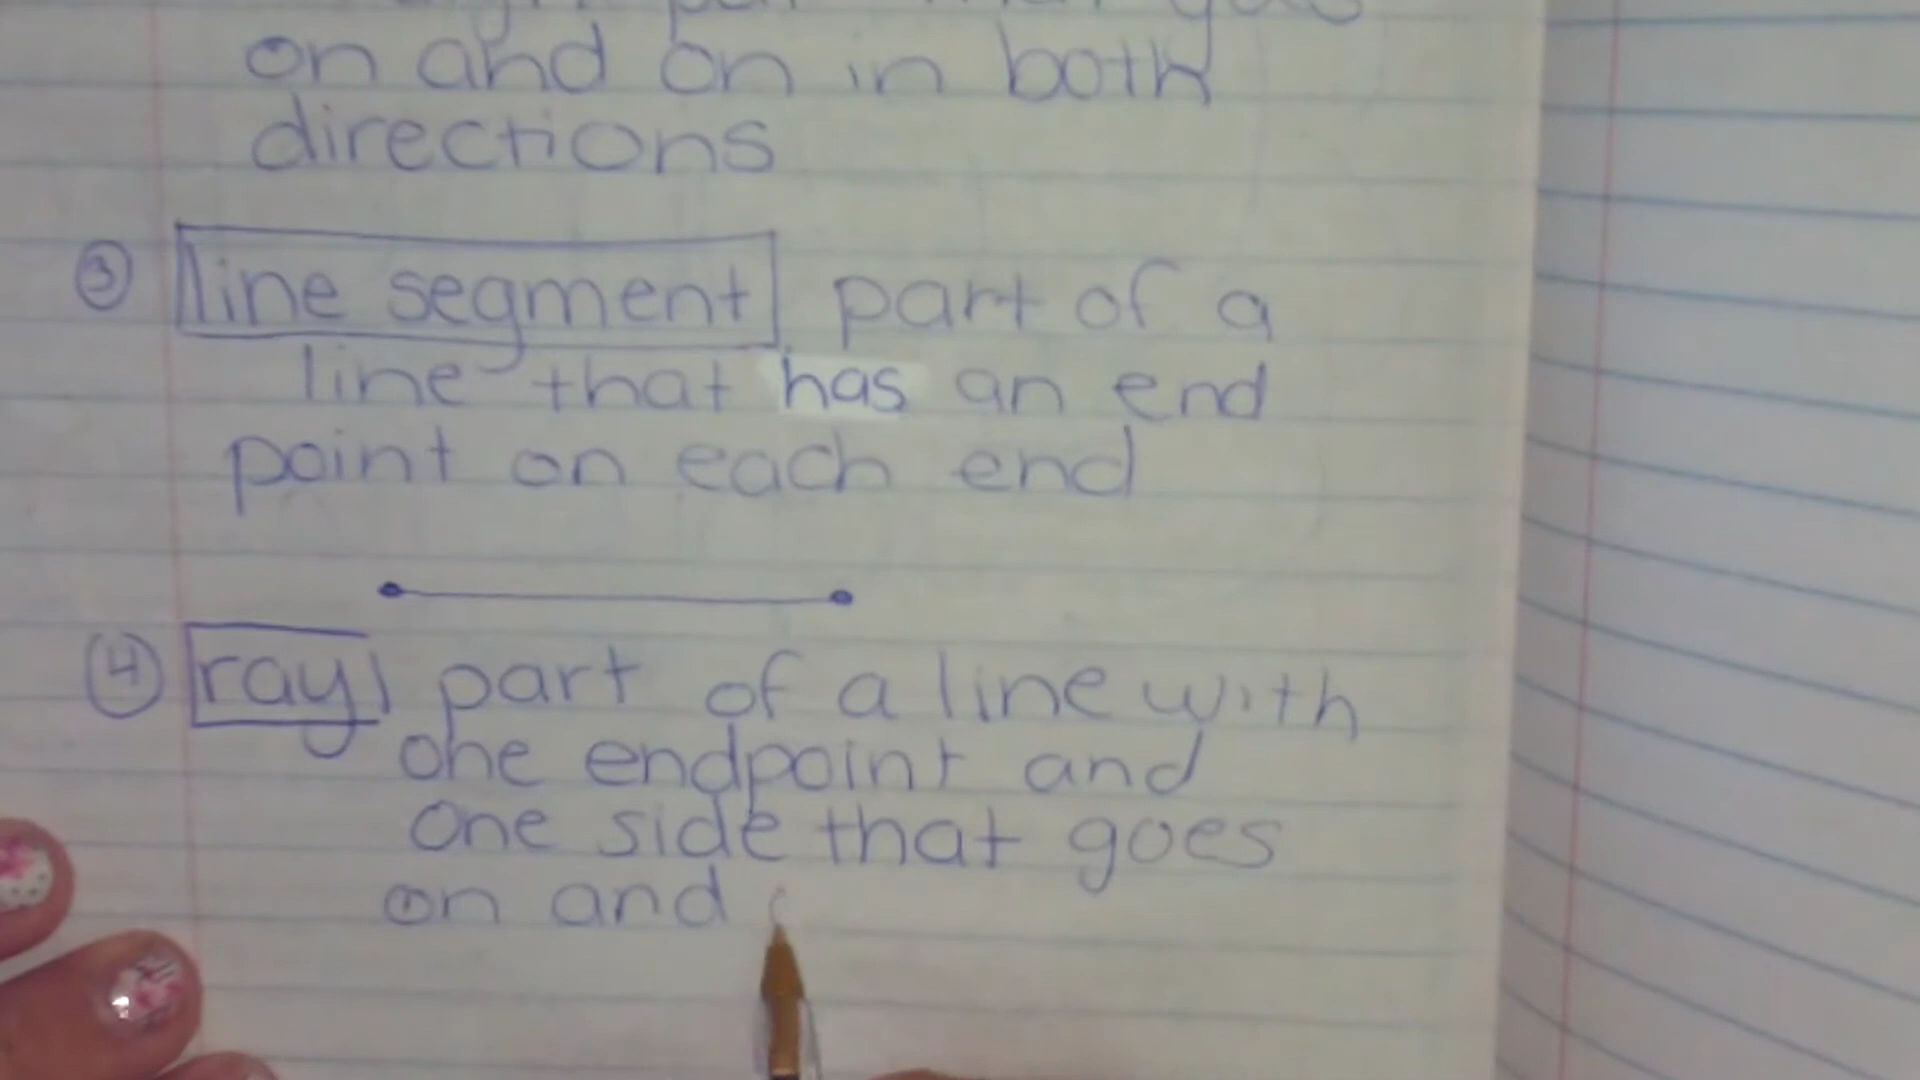 on and on in both
directions
③ line segment part of a
line that has an end
point on each end
④ ray part of a line with
one endpoint and
one side that goes
on and